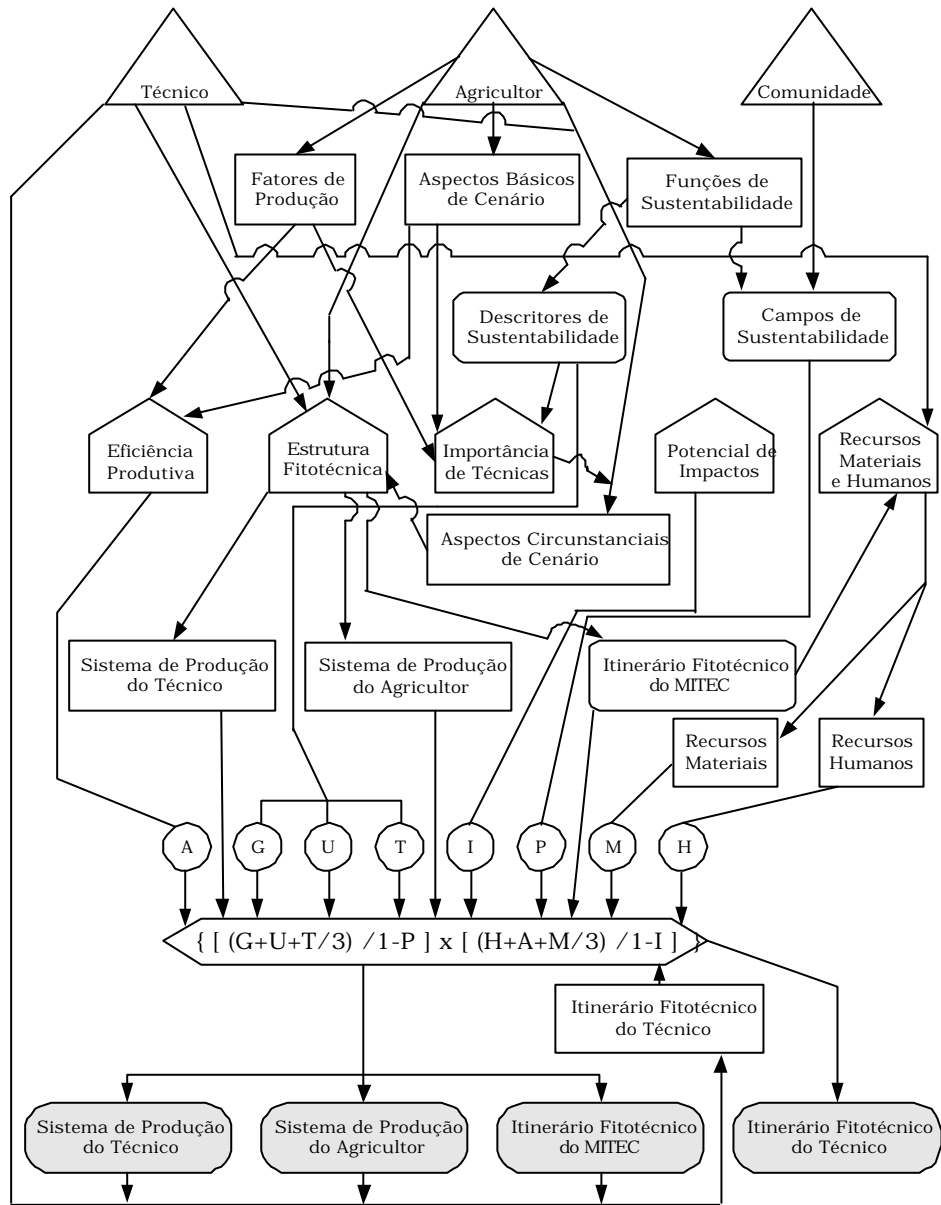 Técnico
Agricultor
Comunidade
Fatores de
Produção
Aspectos Básicos
de Cenário
Funções de
Sustentabilidade
Descritores de
Sustentabilidade
Campos de
Sustentabilidade
Eficiência
Produtiva
Estrutura
Fitotécnica
Importância
de Técnicas
Potencial de
Impactos
Recursos
Materiais
e Humanos
Aspectos Circunstanciais
de Cenário
Sistema de Produção
do Técnico
Sistema de Produção
do Agricultor
Itinerário Fitotécnico
do MITEC
Recursos
Materiais
Recursos
Humanos
A
G
U
T
I
P
M
H
{ [ (G+U+T/3) /1-P ] x [ (H+A+M/3) /1-I ] }
Itinerário Fitotécnico
do Técnico
Sistema de Produção
do Técnico
Sistema de Produção
do Agricultor
Itinerário Fitotécnico
do MITEC
Itinerário Fitotécnico
do Técnico